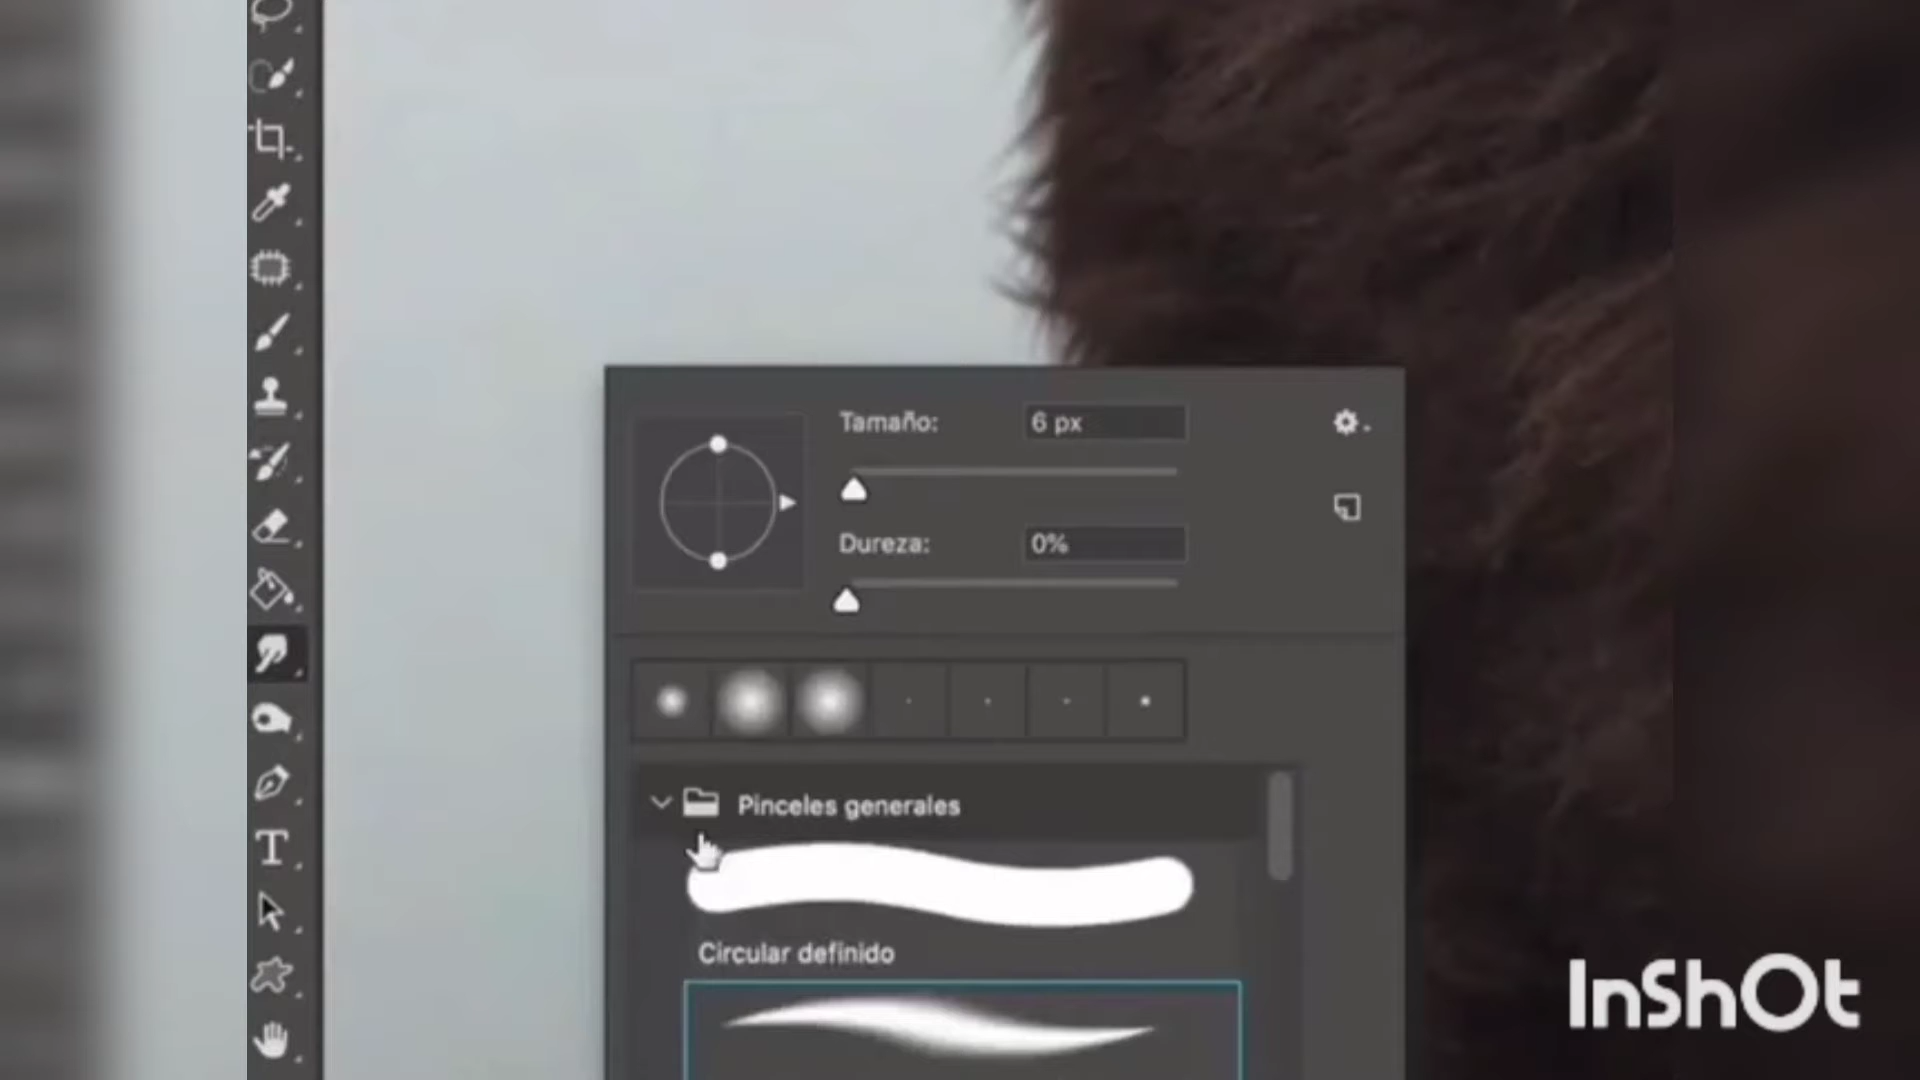 Tamaño: 6 px
Dureza: 0%
Pinceles generales
Circular definido
InShOt